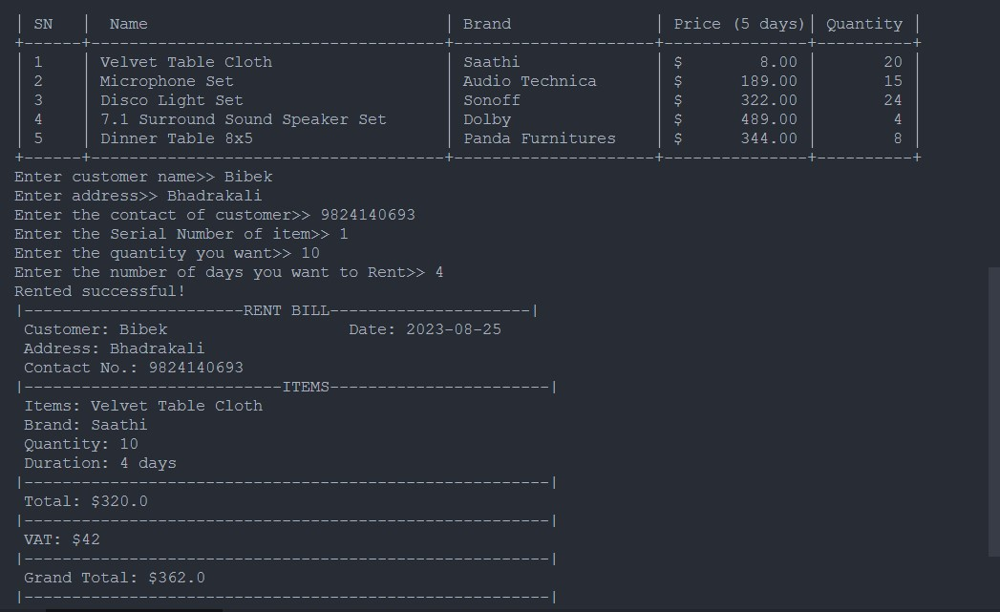 | SN | Name | Brand | Price (5 days)| Quantity |
+------+-------------------------------------+---------------------+---------------+----------+
| 1 | Velvet Table Cloth | Saathi | $ 8.00 | 20 |
| 2 | Microphone Set | Audio Technica | $ 189.00 | 15 |
| 3 | Disco Light Set | Sonoff | $ 322.00 | 24 |
| 4 | 7.1 Surround Sound Speaker Set | Dolby | $ 489.00 | 4 |
| 5 | Dinner Table 8x5 | Panda Furnitures | $ 344.00 | 8 |
+------+-------------------------------------+---------------------+---------------+----------+
Enter customer name>> Bibek
Enter address>> Bhadrakali
Enter the contact of customer>> 9824140693
Enter the Serial Number of item>> 1
Enter the quantity you want>> 10
Enter the number of days you want to Rent>> 4
Rented successful!
|-----------------------RENT BILL---------------------|
Customer: Bibek Date: 2023-08-25
Address: Bhadrakali
Contact No.: 9824140693
|---------------------------ITEMS-----------------------|
Items: Velvet Table Cloth
Brand: Saathi
Quantity: 10
Duration: 4 days
|-------------------------------------------------------|
Total: $320.0
|-------------------------------------------------------|
VAT: $42
|-------------------------------------------------------|
Grand Total: $362.0
|-------------------------------------------------------|